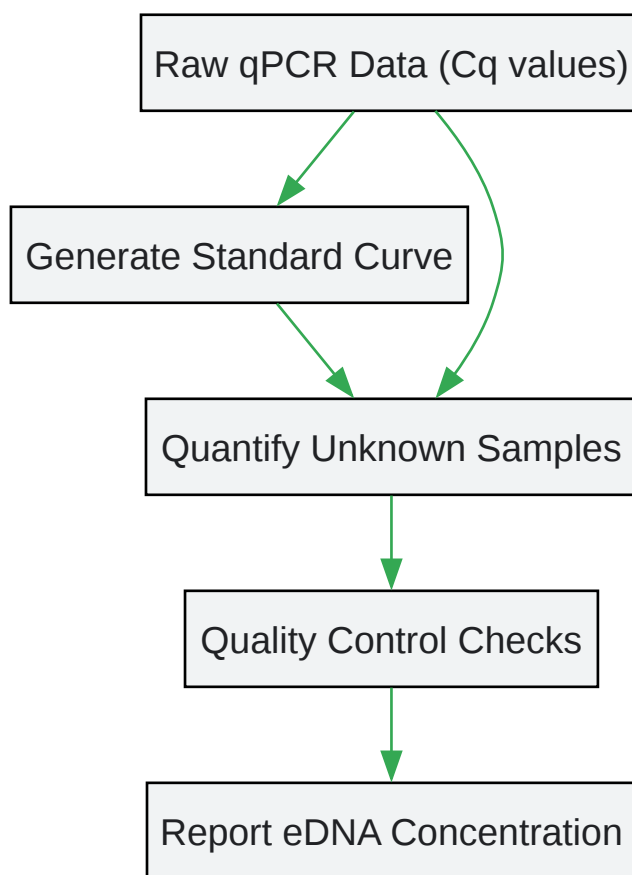 Raw qPCR Data (Cq values)
Generate Standard Curve
Quantify Unknown Samples
Quality Control Checks
Report eDNA Concentration